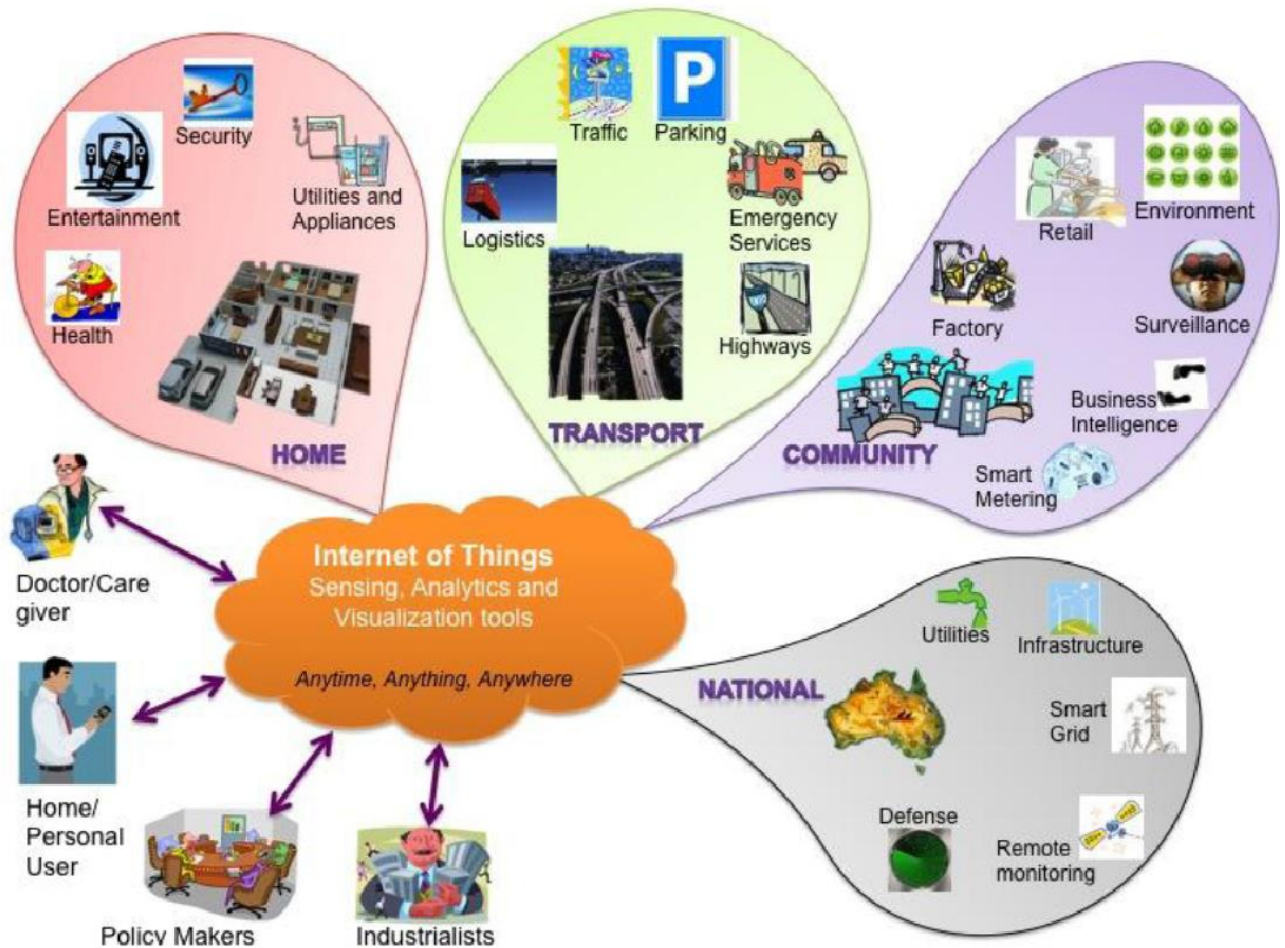 Security
Entertainment
Utilities and
Appliances
Health
HOME
Traffic
Parking
P
Logistics
Emergency
Services
Highways
TRANSPORT
Retail
Environment
Factory
Surveillance
Business
Intelligence
Smart
Metering
COMMUNITY
Internet of Things
Sensing, Analytics and
Visualization tools
Anytime, Anything, Anywhere
Doctor/Care
giver
Home/
Personal
User
Policy Makers
Industrialists
NATIONAL
Utilities
Infrastructure
Smart
Grid
Defense
Remote
monitoring